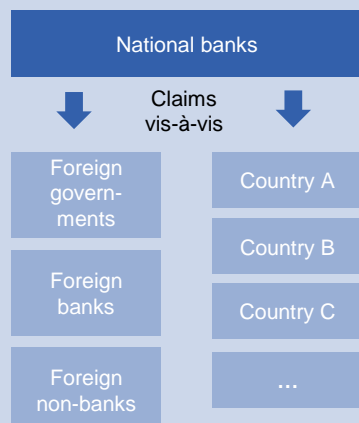 National banks
Claims
vis-à-vis
Foreign
govern-
ments
Foreign
banks
Foreign
non-banks
Country A
Country B
Country C
...